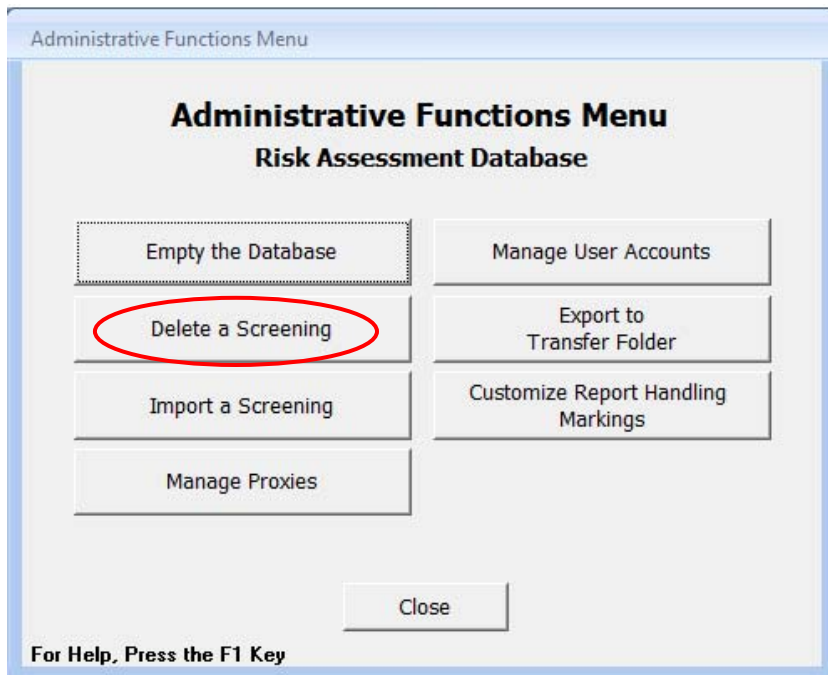 Administrative Functions Menu
Administrative Functions Menu
Risk Assessment Database
Empty the Database
Manage User Accounts
Delete a Screening
Export to
Transfer Folder
Import a Screening
Customize Report Handling
Markings
Manage Proxies
Close
For Help, Press the F1 Key